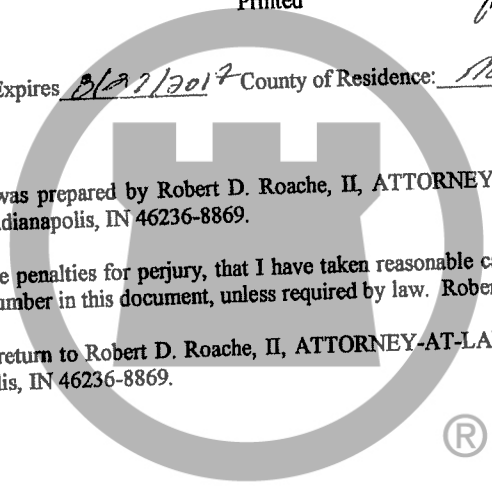 Printed
Expires 8/27/2017 County of Residence:
was prepared by Robert D. Roache, II, ATTORNEY
dianapolis, IN 46236-8869.
e penalties for perjury, that I have taken reasonable ca
umber in this document, unless required by law. Rober
return to Robert D. Roache, II, ATTORNEY-AT-LA
lis, IN 46236-8869.
®